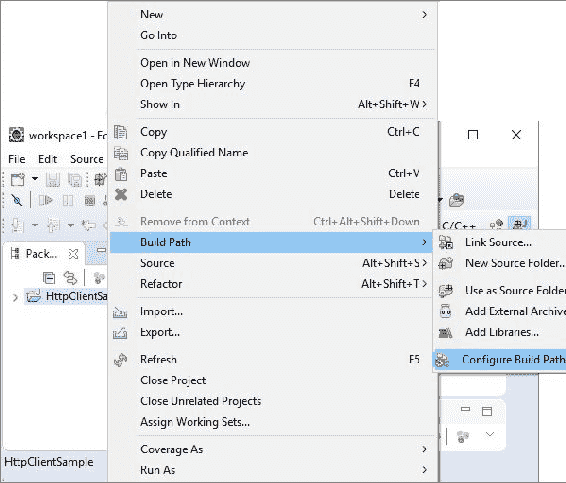 New
Go Into
Open in New Window
Open Type Hierarchy F4
Show In Alt+Shift+W
workspace1 - Ec
Copy Ctrl+C
Copy Qualified Name
File Edit Source
Paste Ctrl+V
Delete Delete
Remove from Context Ctrl+Alt+Shift+Down
C/C++
Build Path
Link Source...
Pack...
Source Alt+Shift+S
New Source Folder...
Refactor Alt+Shift+T
Use as Source Folder
HttpClientSa
Import...
Add External Archive
Export...
Add Libraries...
Refresh F5
Configure Build Path
Close Project
Close Unrelated Projects
Assign Working Sets...
Coverage As
HttpClientSample
Run As